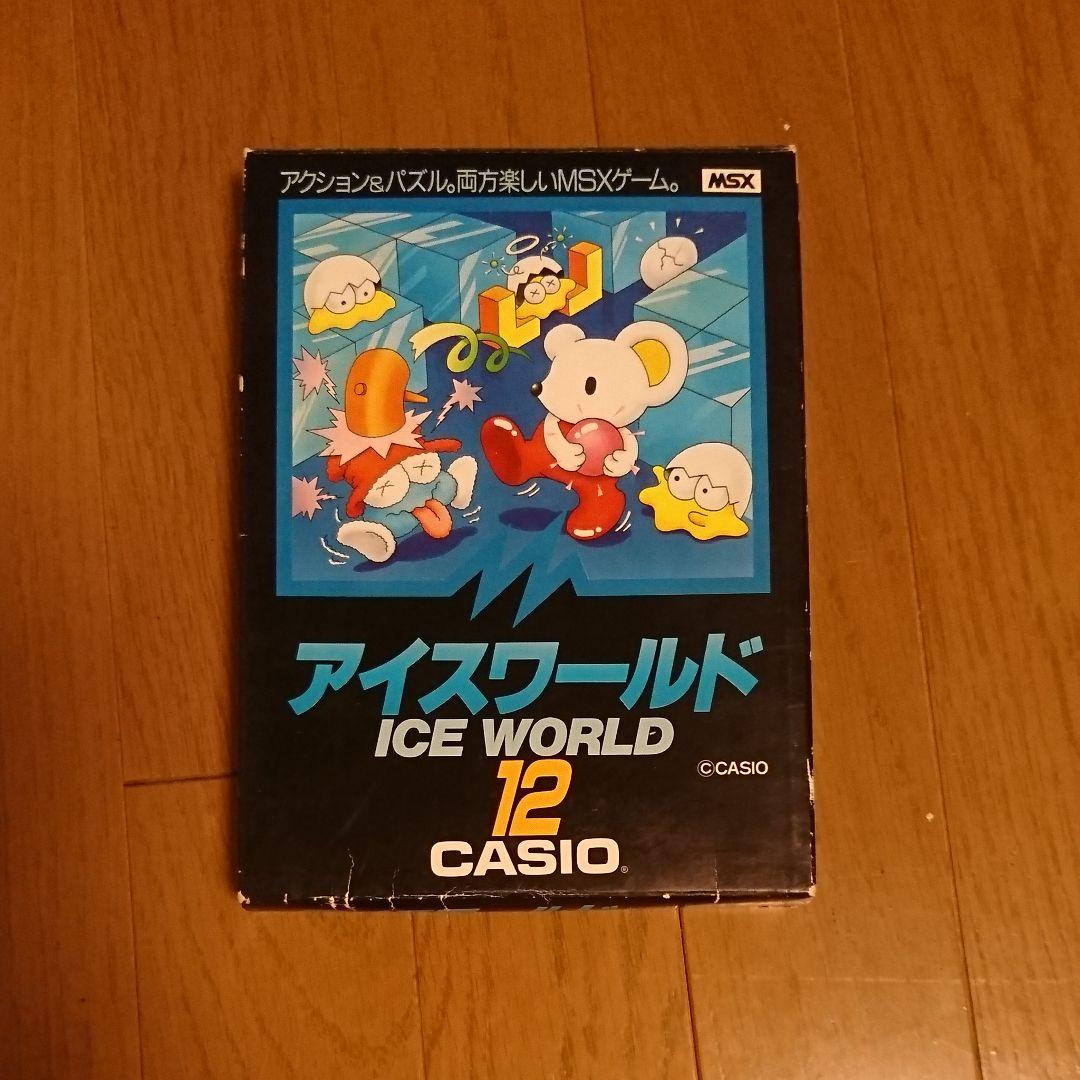 アクション&パズル。両方楽しいMSXゲーム。
MSX
アイスワールド
ICE WORLD
©CASIO
12
CASIO®